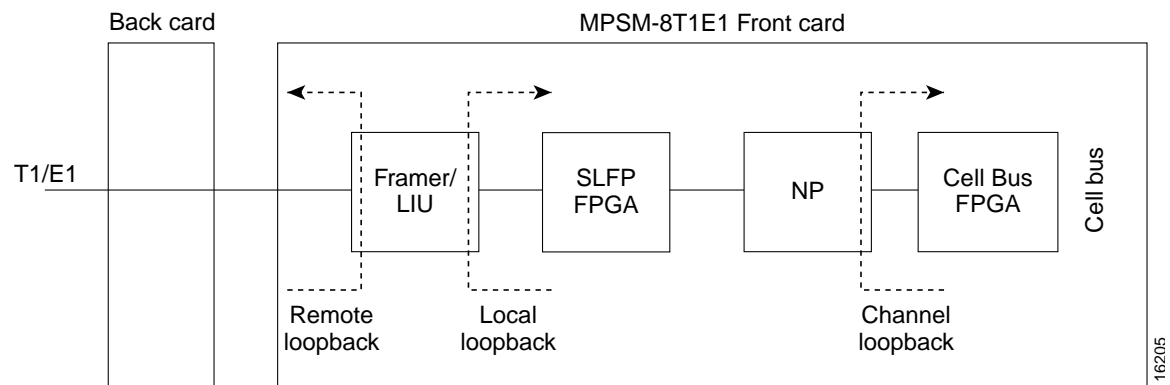 Back card
MPSM-8T1E1 Front card
T1/E1
Framer/
LIU
SLFP
FPGA
NP
Cell Bus
FPGA
Cell bus
Remote
loopback
Local
loopback
Channel
loopback
16205